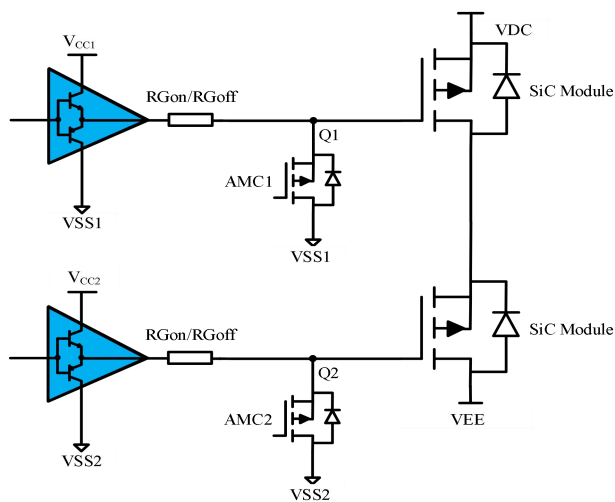 VCC1
VDC
RGon/RGoff
SiC Module
Q1
AMC1
VSS1
VSS1
VCC2
RGon/RGoff
SiC Module
Q2
AMC2
VEE
VSS2
VSS2